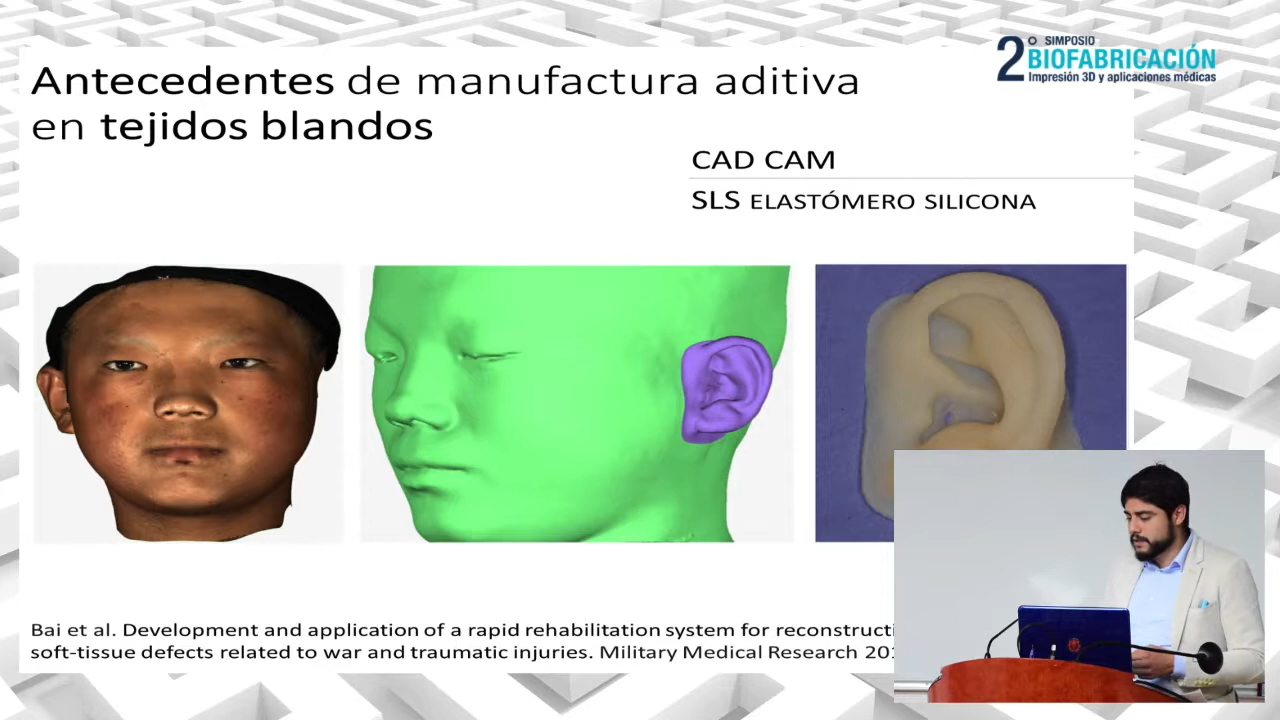 2° SIMPOSIO
BIOFABRICACIÓN
Impresión 3D y aplicaciones médicas
Antecedentes de manufactura aditiva
en tejidos blandos
CAD CAM
SLS ELASTÓMERO SILICONA
Bai et al. Development and application of a rapid rehabilitation system for
soft-tissue defects related to war and traumatic injuries. Military Medical Research